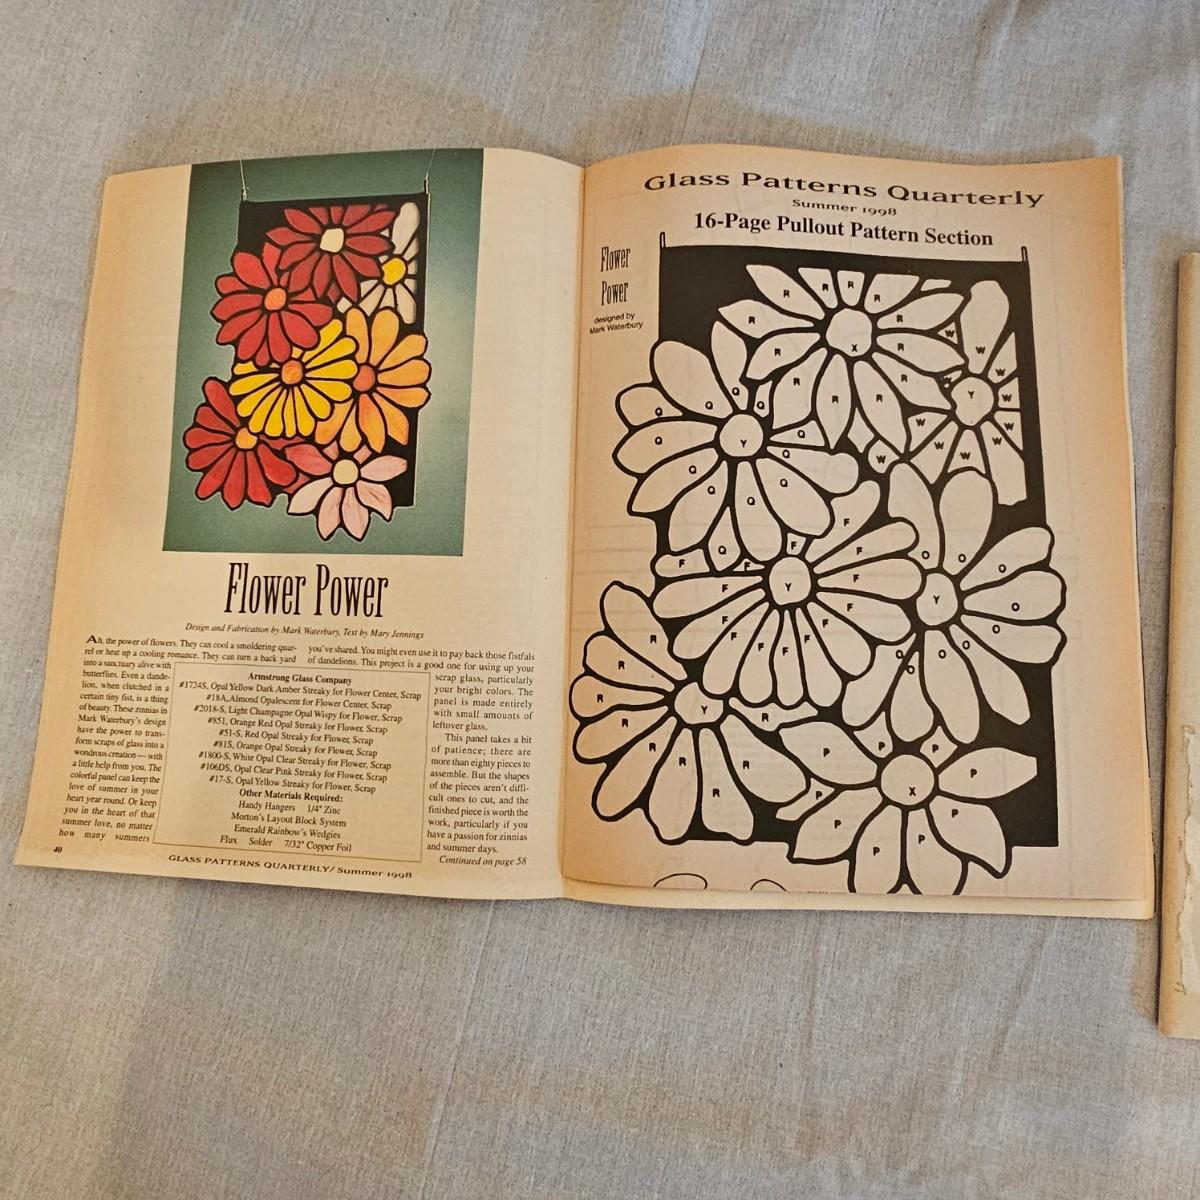 Flower Power
Design and Fabrication by Mark Waterbury, Text by Mary Jennings
Ah, the power of flowers. They can cool a smoldering quar-
rel or heat up a cooling romance. They can turn a back yard
into a sanctuary alive with
butterflies. Even a dande-
lion, when clutched in a
certain tiny fist, is a thing
of beauty. These zinnias in
Mark Waterbury's design
have the power to trans-
form scraps of glass into a
wondrous creation — with
a little help from you. The
colorful panel can keep the
love of summer in your
heart year round. Or keep
you in the heart of that
summer love, no matter
how many summers
Armstrong Glass Company
#1724S, Opal Yellow Dark Amber Streaky for Flower Center, Scrap
#18A, Almond Opalescent for Flower Center, Scrap
#2018-S, Light Champagne Opal Wispy for Flower, Scrap
#851, Orange Red Opal Streaky for Flower, Scrap
#51-S, Red Opal Streaky for Flower, Scrap
#81S, Orange Opal Streaky for Flower, Scrap
#1800-S, White Opal Clear Streaky for Flower, Scrap
#106DS, Opal Clear Pink Streaky for Flower, Scrap
#17-S, Opal Yellow Streaky for Flower, Scrap
Other Materials Required:
Handy Hangers 1/4" Zinc
Morton's Layout Block System
Emerald Rainbow's Wedgies
Flux Solder 7/32" Copper Foil
you've shared. You might even use it to pay back those fistfuls
of dandelions. This project is a good one for using up your
scrap glass, particularly
your bright colors. The
panel is made entirely
with small amounts of
leftover glass.
This panel takes a bit
of patience; there are
more than eighty pieces to
assemble. But the shapes
of the pieces aren't diffi-
cult ones to cut, and the
finished piece is worth the
work, particularly if you
have a passion for zinnias
and summer days.
Continued on page 58
40
GLASS PATTERNS QUARTERLY/ Summer 1998
Glass Patterns Quarterly
Summer 1998
16-Page Pullout Pattern Section
Flower
Power
designed by
Mark Waterbury
R R R R
R R
R R
R R R
X
W W W W W W W W W
Y
Q Q Q Q Q Q Q Q Q Q
Y
F F F F F F F F F F F F
Y
O O O O O O O O O
Y
R R R R R R R
Y
P P P P P P P P P
X